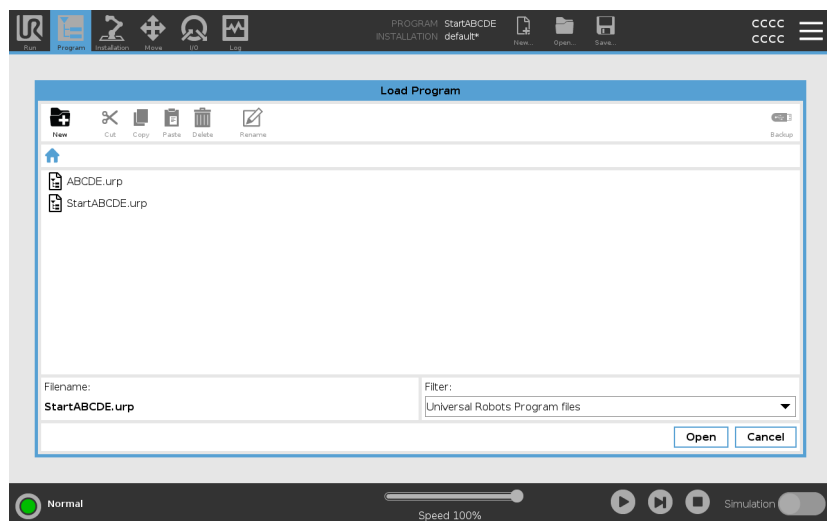 UR
PROGRAM StartABCDE
INSTALLATION default*
CCCC
CCCC
Run Program Installation Move I/O Log New... Open... Save...
Load Program
New Cut Copy Paste Delete Rename Backup
ABCDE.urp
StartABCDE.urp
Filename:
StartABCDE.urp
Filter:
Universal Robots Program files
Open Cancel
Normal
Speed 100%
Simulation